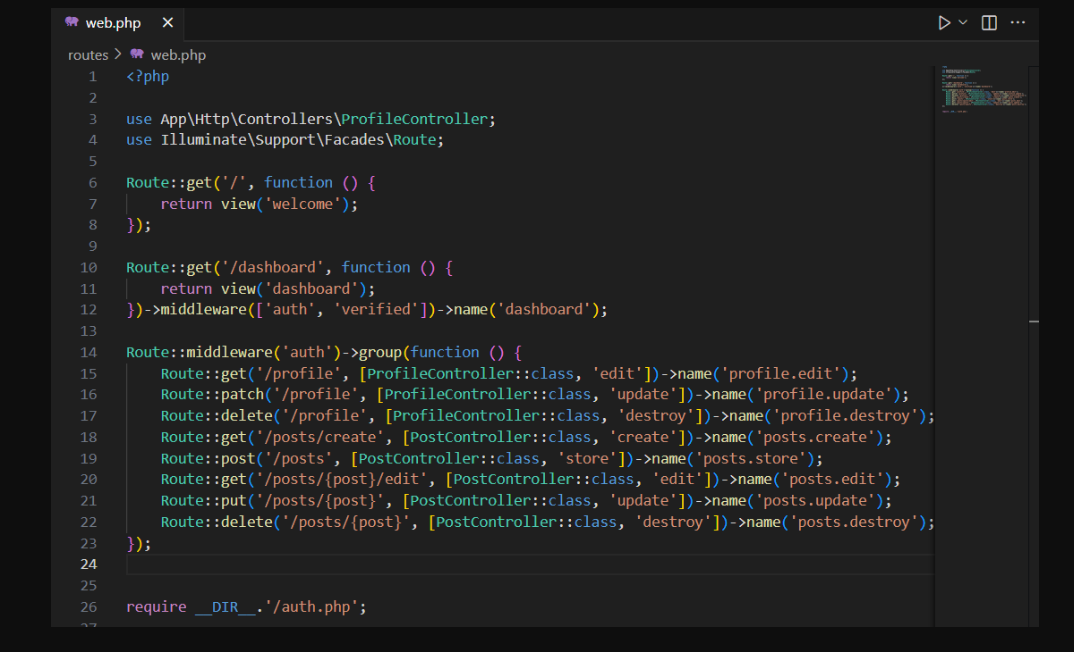 web.php
routes > web.php
1 <?php
2
3 use App\Http\Controllers\ProfileController;
4 use Illuminate\Support\Facades\Route;
5
6 Route::get('/', function () {
7     return view('welcome');
8 });
9
10 Route::get('/dashboard', function () {
11     return view('dashboard');
12 })->middleware(['auth', 'verified'])->name('dashboard');
13
14 Route::middleware('auth')->group(function () {
15     Route::get('/profile', [ProfileController::class, 'edit'])->name('profile.edit');
16     Route::patch('/profile', [ProfileController::class, 'update'])->name('profile.update');
17     Route::delete('/profile', [ProfileController::class, 'destroy'])->name('profile.destroy');
18     Route::get('/posts/create', [PostController::class, 'create'])->name('posts.create');
19     Route::post('/posts', [PostController::class, 'store'])->name('posts.store');
20     Route::get('/posts/{post}/edit', [PostController::class, 'edit'])->name('posts.edit');
21     Route::put('/posts/{post}', [PostController::class, 'update'])->name('posts.update');
22     Route::delete('/posts/{post}', [PostController::class, 'destroy'])->name('posts.destroy');
23 });
24
25
26 require __DIR__.'/auth.php';